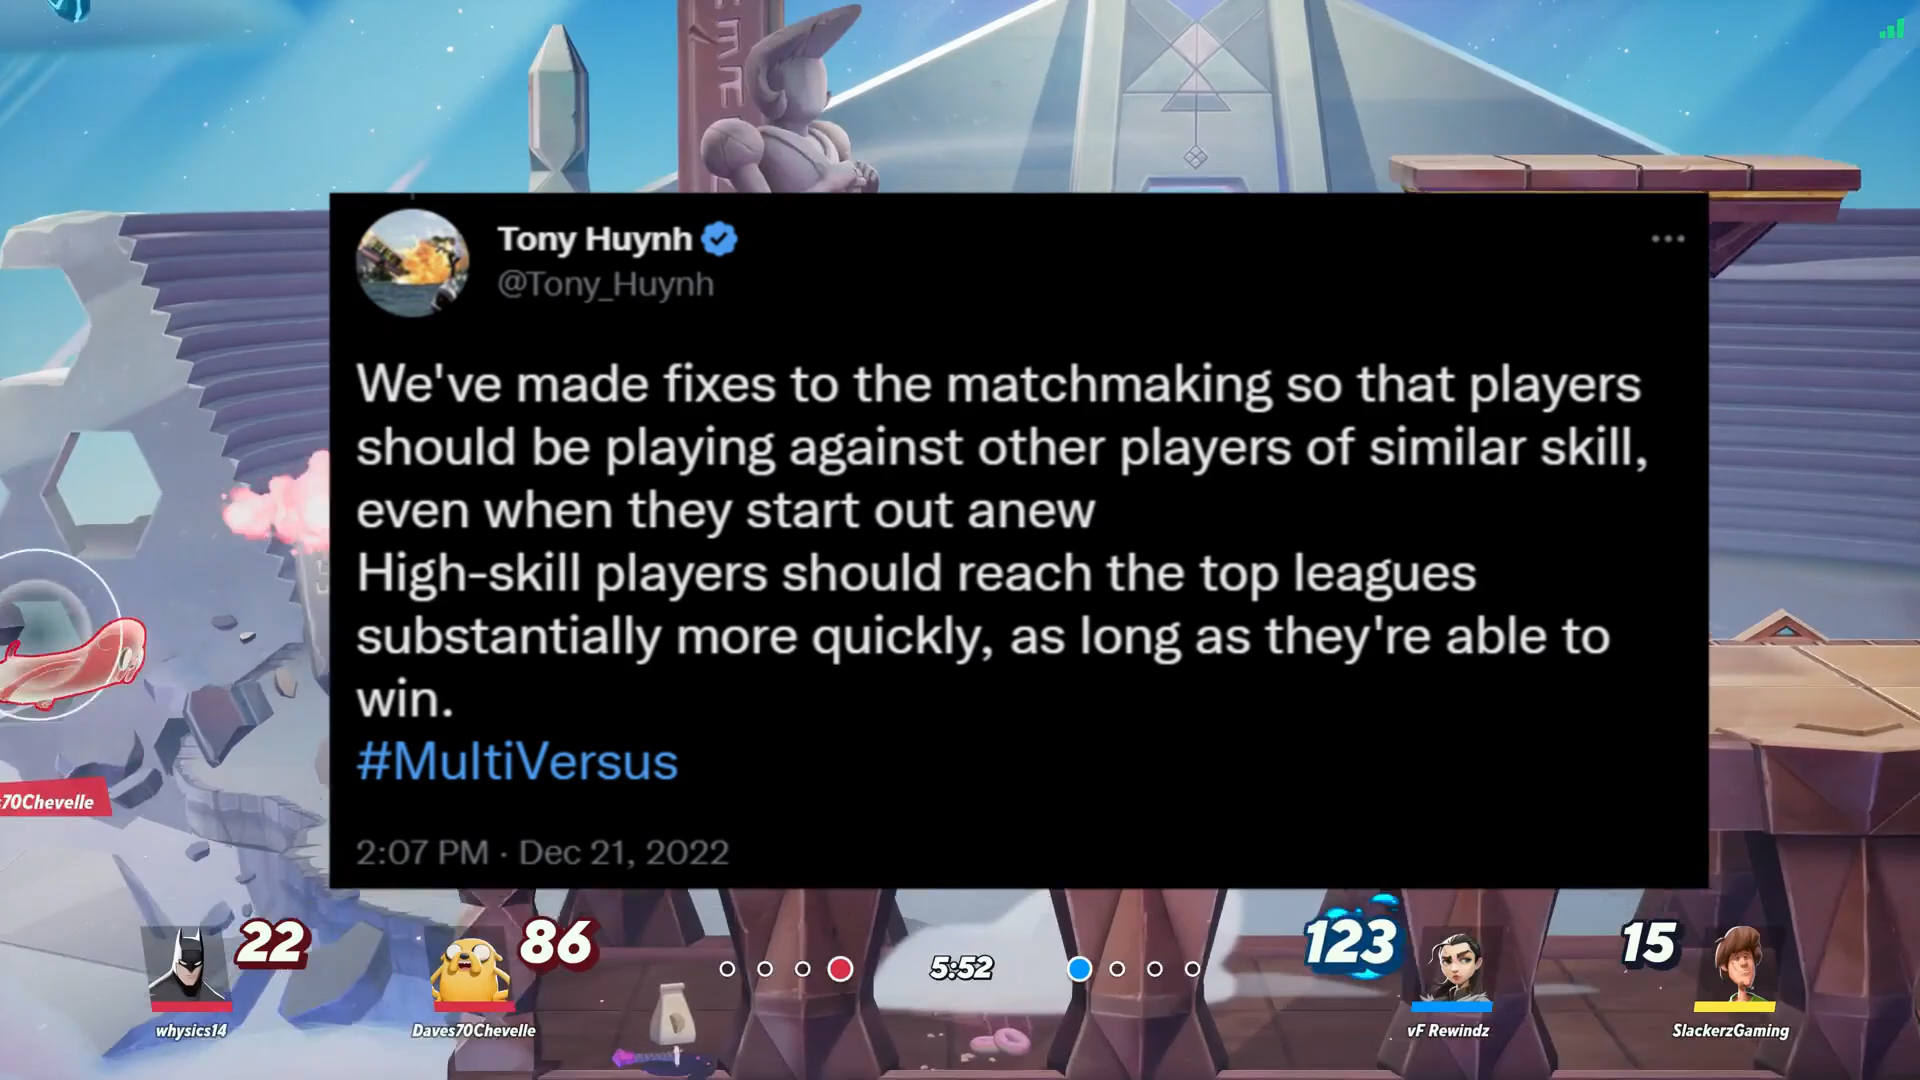 Tony Huynh
@Tony_Huynh
We've made fixes to the matchmaking so that players
should be playing against other players of similar skill,
even when they start out anew
High-skill players should reach the top leagues
substantially more quickly, as long as they're able to
win.
#MultiVersus
2:07 PM · Dec 21, 2022
70Chevelle
22
86
5:52
123
15
whysics14
Daves70Chevelle
vF Rewindz
SlackerzGaming